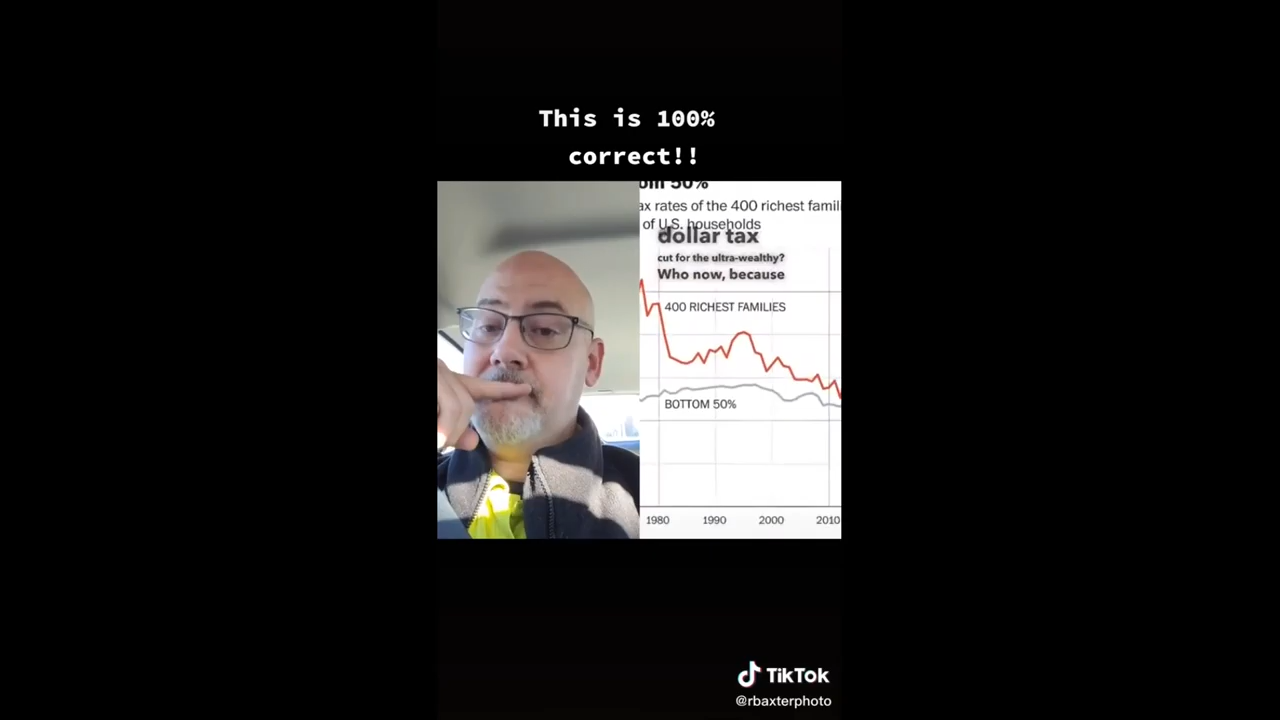 This is 100%
correct!!
om 50%
ax rates of the 400 richest famili
of U.S. households
dollar tax
cut for the ultra-wealthy?
Who now, because
400 RICHEST FAMILIES
BOTTOM 50%
1980 1990 2000 2010
TikTok
@rbaxterphoto